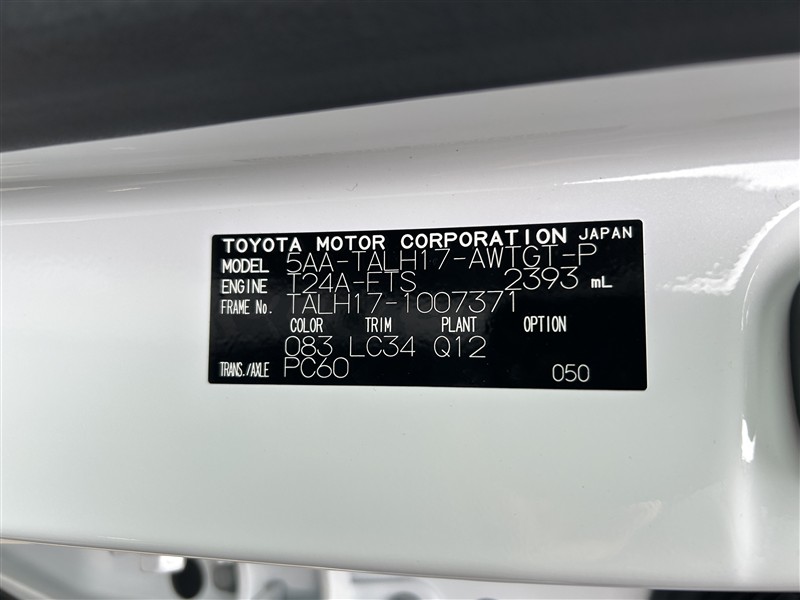 TOYOTA MOTOR CORPORATION JAPAN
MODEL 5AA-TALH17-AWTGT-P
ENGINE T24A-FTS 2393 mL
FRAME No. TALH17-1007371
COLOR TRIM PLANT OPTION
083 LC34 Q12
TRANS./AXLE PC60 050